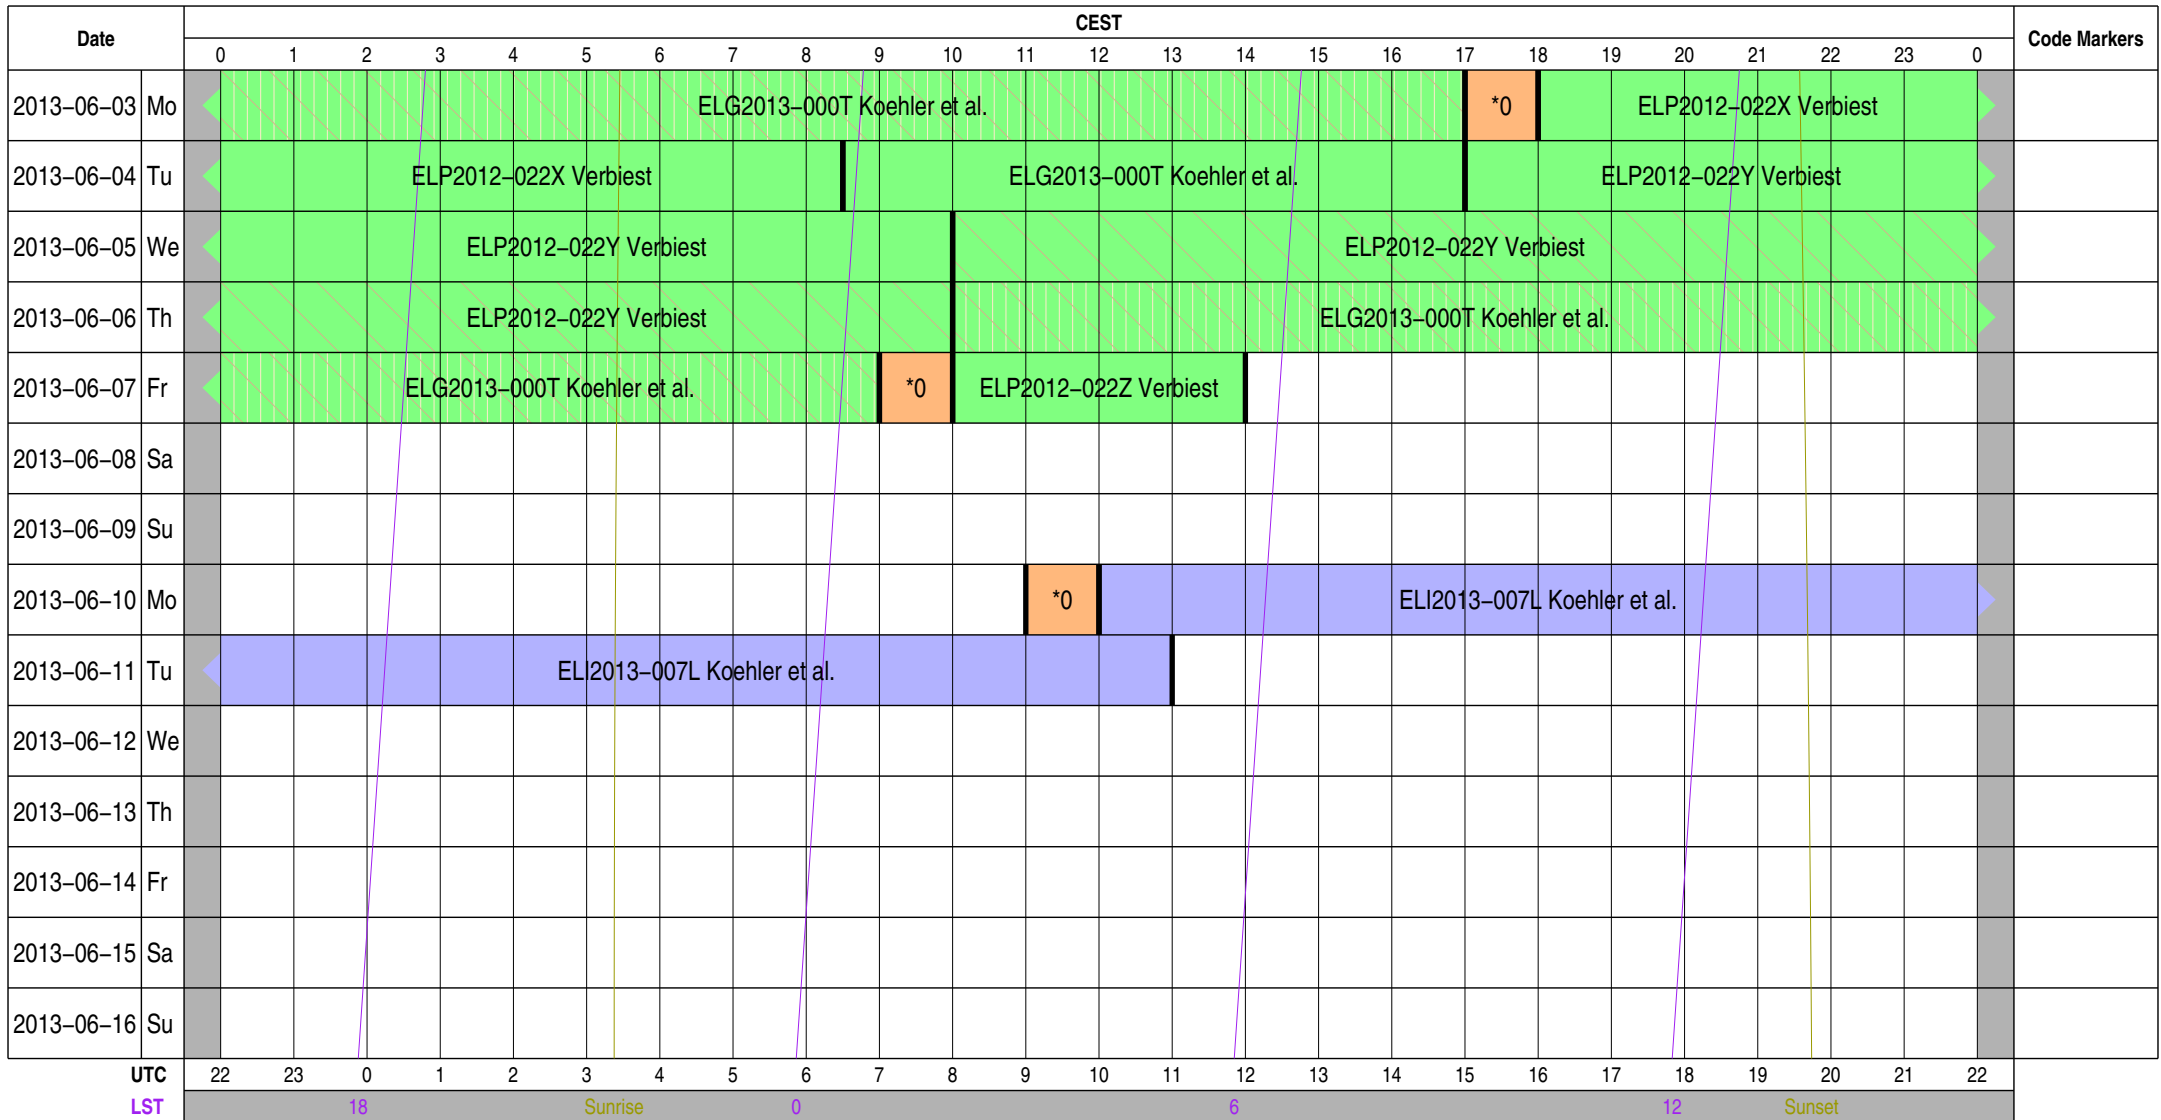 Date CEST Code Markers
0 1 2 3 4 5 6 7 8 9 10 11 12 13 14 15 16 17 18 19 20 21 22 23 0
2013–06–03 Mo ELG2013–000T Koehler et al. *0 ELP2012–022X Verbiest
2013–06–04 Tu ELP2012–022X Verbiest ELG2013–000T Koehler et al. ELP2012–022Y Verbiest
2013–06–05 We ELP2012–022Y Verbiest ELP2012–022Y Verbiest
2013–06–06 Th ELP2012–022Y Verbiest ELG2013–000T Koehler et al.
2013–06–07 Fr ELG2013–000T Koehler et al. *0 ELP2012–022Z Verbiest
2013–06–08 Sa
2013–06–09 Su
2013–06–10 Mo *0 ELI2013–007L Koehler et al.
2013–06–11 Tu ELI2013–007L Koehler et al.
2013–06–12 We
2013–06–13 Th
2013–06–14 Fr
2013–06–15 Sa
2013–06–16 Su
UTC 22 23 0 1 2 3 4 5 6 7 8 9 10 11 12 13 14 15 16 17 18 19 20 21 22
LST 18 Sunrise 0 6 12 Sunset